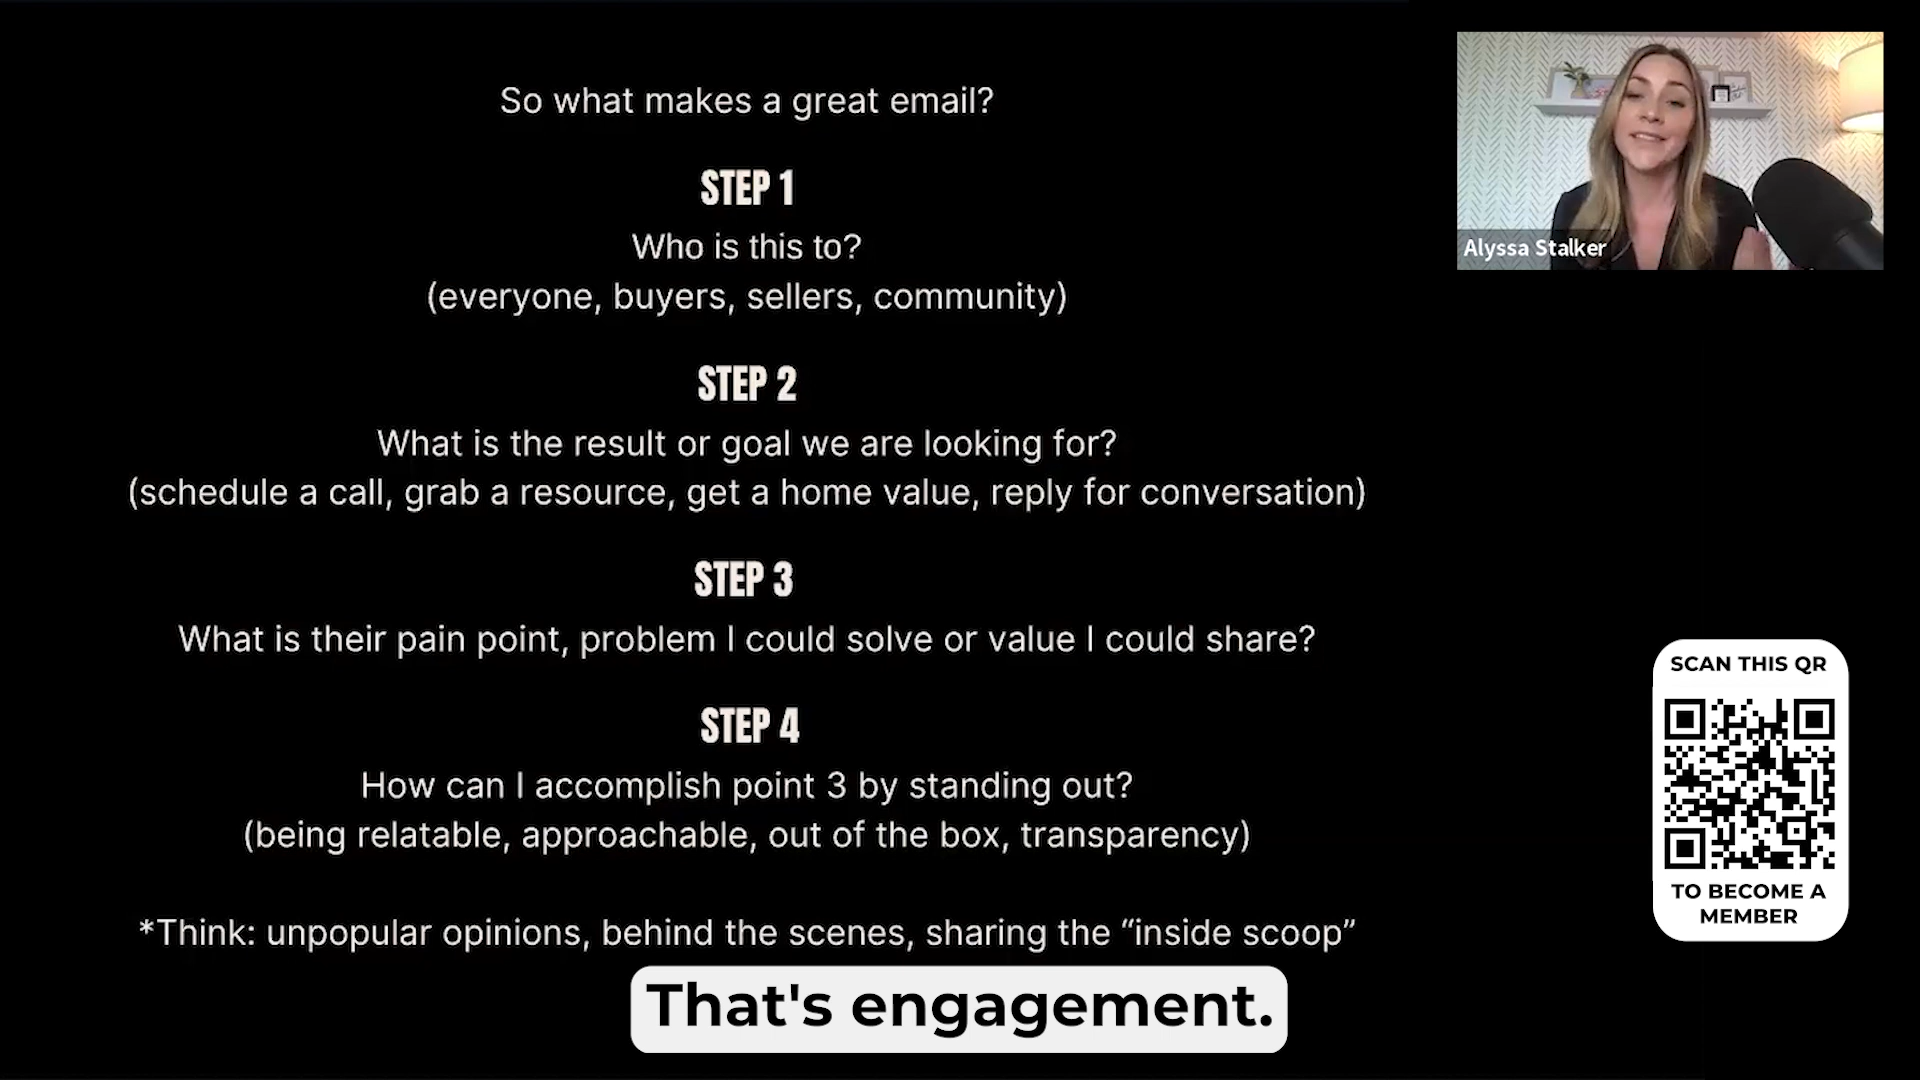 So what makes a great email?
STEP 1
Who is this to?
(everyone, buyers, sellers, community)
STEP 2
What is the result or goal we are looking for?
(schedule a call, grab a resource, get a home value, reply for conversation)
STEP 3
What is their pain point, problem I could solve or value I could share?
STEP 4
How can I accomplish point 3 by standing out?
(being relatable, approachable, out of the box, transparency)
*Think: unpopular opinions, behind the scenes, sharing the “inside scoop”
That's engagement.
Alyssa Stalker
SCAN THIS QR
TO BECOME A
MEMBER